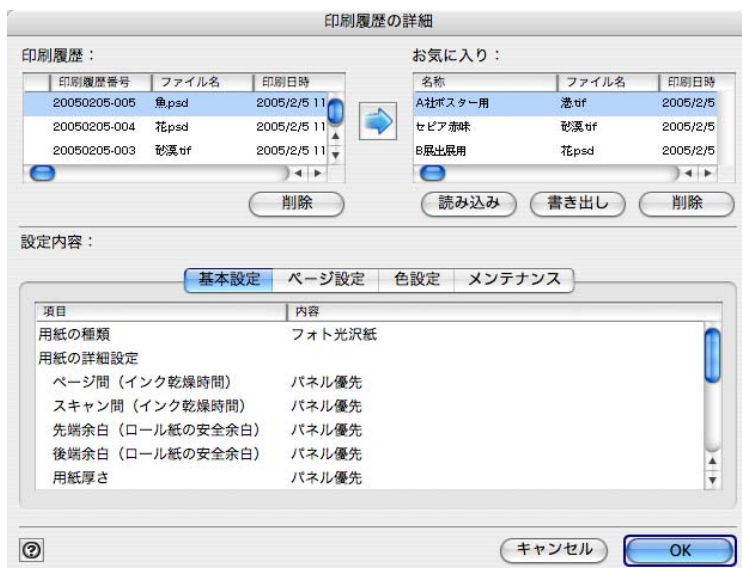 印刷履歴の詳細
印刷履歴：
印刷履歴番号 ファイル名 印刷日時
20050205-005 魚.psd 2005/2/5 11
20050205-004 花psd 2005/2/5 11
20050205-003 砂漠.tif 2005/2/5 11
削除
お気に入り：
名称 ファイル名 印刷日時
A社ポスター用 港.tif 2005/2/5
セピア赤味 砂漠.tif 2005/2/5
B展出展用 花.psd 2005/2/5
読み込み 書き出し 削除
設定内容：
基本設定 ページ設定 色設定 メンテナンス
項目 内容
用紙の種類 フォト光沢紙
用紙の詳細設定
ページ間（インク乾燥時間） パネル優先
スキャン間（インク乾燥時間） パネル優先
先端余白（ロール紙の安全余白） パネル優先
後端余白（ロール紙の安全余白） パネル優先
用紙厚さ パネル優先
? キャンセル OK